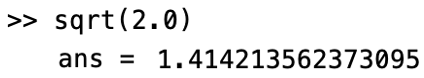 >> sqrt(2.0)
ans = 1.414213562373095